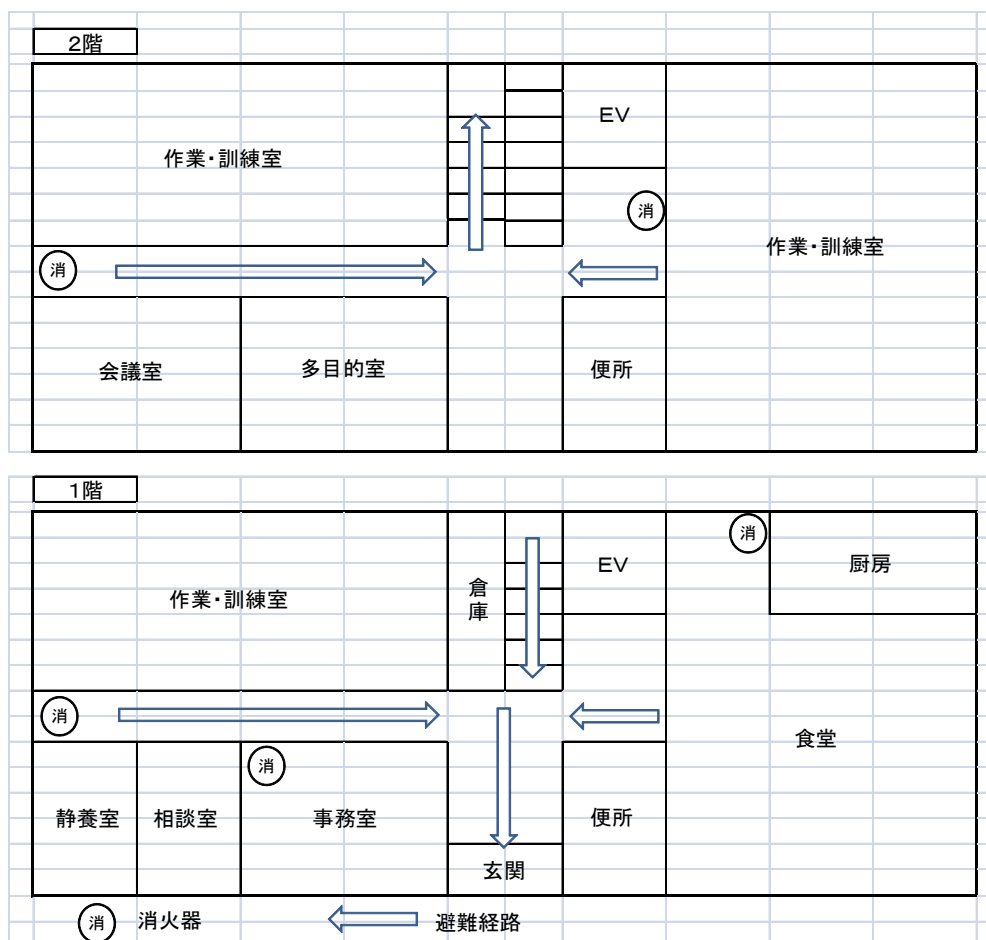 2階
EV
作業・訓練室
消
作業・訓練室
消
会議室
多目的室
便所
1階
消
EV
厨房
倉庫
作業・訓練室
消
食堂
消
静養室
相談室
事務室
便所
玄関
消
消火器
避難経路